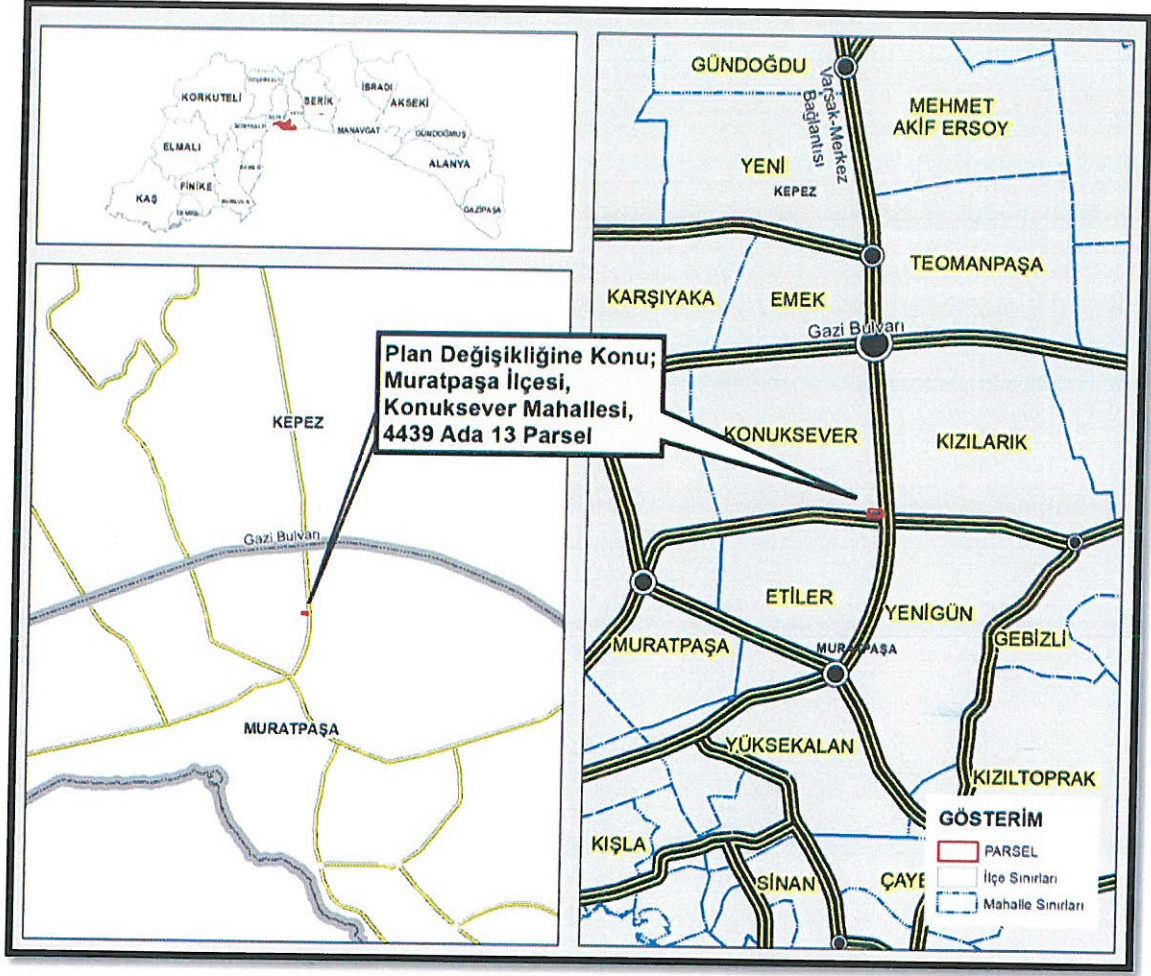 KORKUTELİ
SERİK
İBRADI
AKSEKİ
MANAVGAT
GÜNDOĞMUŞ
ELMALI
ALANYA
FİNİKE
KAŞ
GAZİPAŞA
KEPEZ
Gazi Bulvarı
MURATPAŞA
Plan Değişikliğine Konu;
Muratpaşa İlçesi,
Konuksever Mahallesi,
4439 Ada 13 Parsel
GÜNDOĞDU
Varsak-Merkez
Bağlantısı
MEHMET
AKİF ERSOY
YENİ
KEPEZ
TEOMANPAŞA
KARŞIYAKA
EMEK
Gazi Bulvarı
KONUKSEVER
KIZILARIK
ETİLER
YENİGÜN
GEBİZLİ
MURATPAŞA
MURATPAŞA
YÜKSEKALAN
KIZILTOPRAK
KIŞLA
SİNAN
ÇAYB
GÖSTERİM
PARSEL
İlçe Sınırları
Mahalle Sınırları